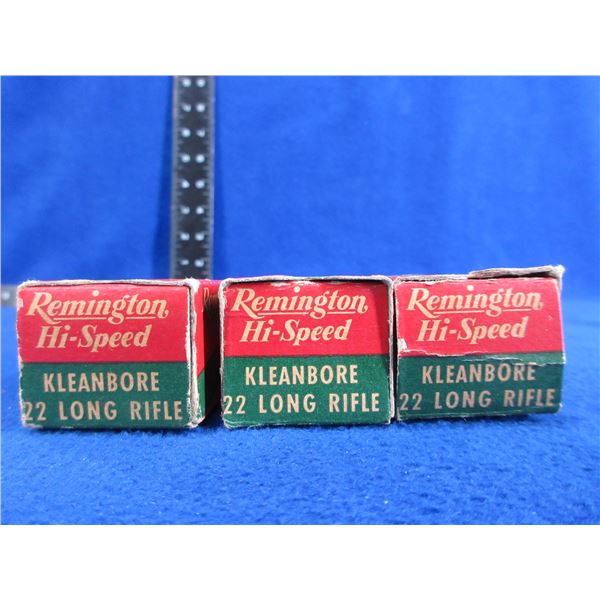 Remington,
Hi-Speed
KLEANBORE
22 LONG RIFLE
Remington,
Hi-Speed
KLEANBORE
22 LONG RIFLE
Remington,
Hi-Speed
KLEANBORE
22 LONG RIFLE